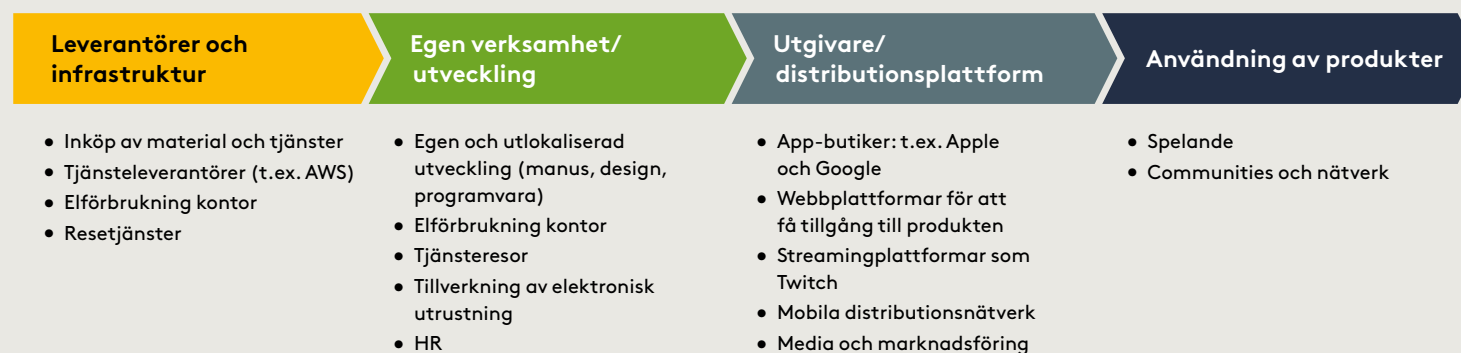 Leverantörer och
infrastruktur
• Inköp av material och tjänster
• Tjänsteleverantörer (t.ex. AWS)
• Elförbrukning kontor
• Resetjänster
Egen verksamhet/
utveckling
• Egen och utlokaliserad
utveckling (manus, design,
programvara)
• Elförbrukning kontor
• Tjänsteresor
• Tillverkning av elektronisk
utrustning
• HR
Utgivare/
distributionsplattform
• App-butiker: t.ex. Apple
och Google
• Webbplattformar för att
få tillgång till produkten
• Streamingplattformar som
Twitch
• Mobila distributionsnätverk
• Media och marknadsföring
Användning av produkter
• Spelande
• Communities och nätverk